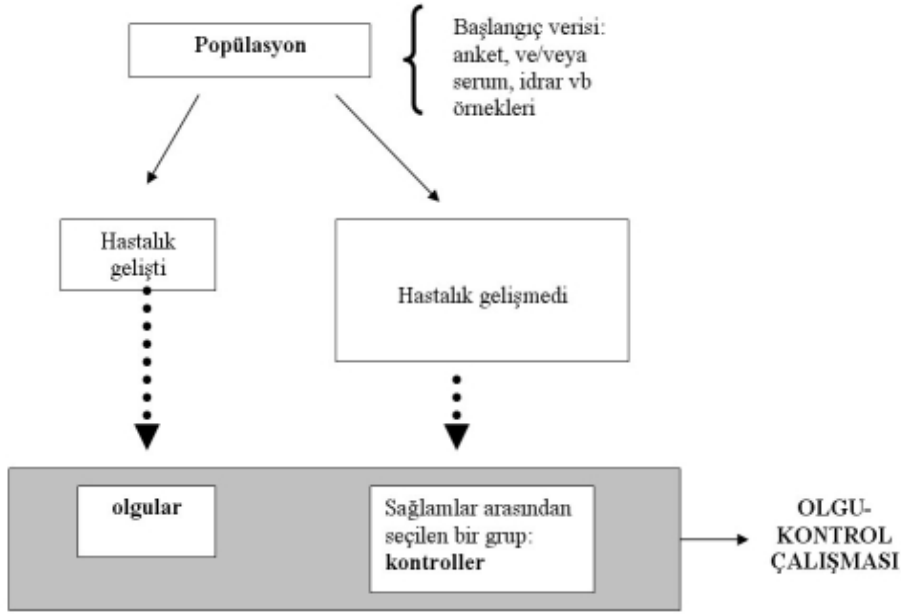 Popülasyon
Başlangıç verisi:
anket, ve/veya
serum, idrar vb
örnekleri
Hastalık
gelişti
Hastalık gelişmedi
olgular
Sağlamlar arasından
seçilen bir grup:
kontroller
OLGU-
KONTROL
ÇALIŞMASI